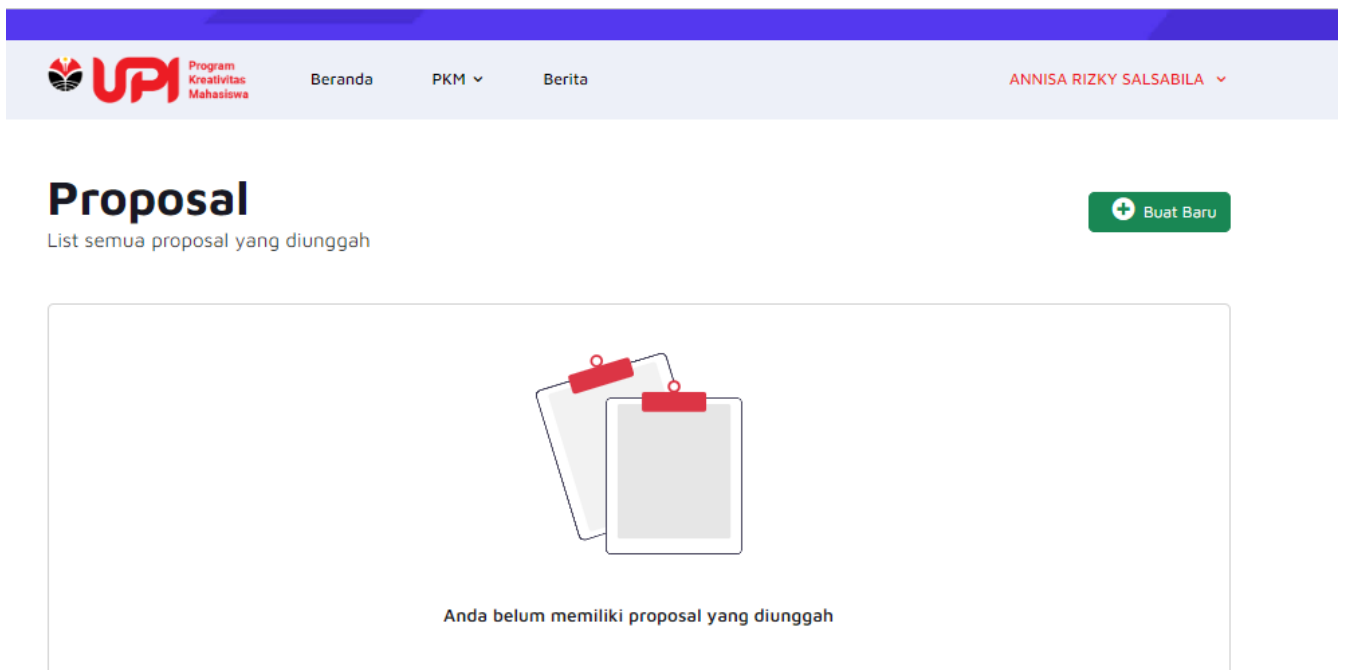 UPI
Program
Kreativitas
Mahasiswa
Beranda
PKM
Berita
ANNISA RIZKY SALSABILA
Proposal
Buat Baru
List semua proposal yang diunggah
Anda belum memiliki proposal yang diunggah